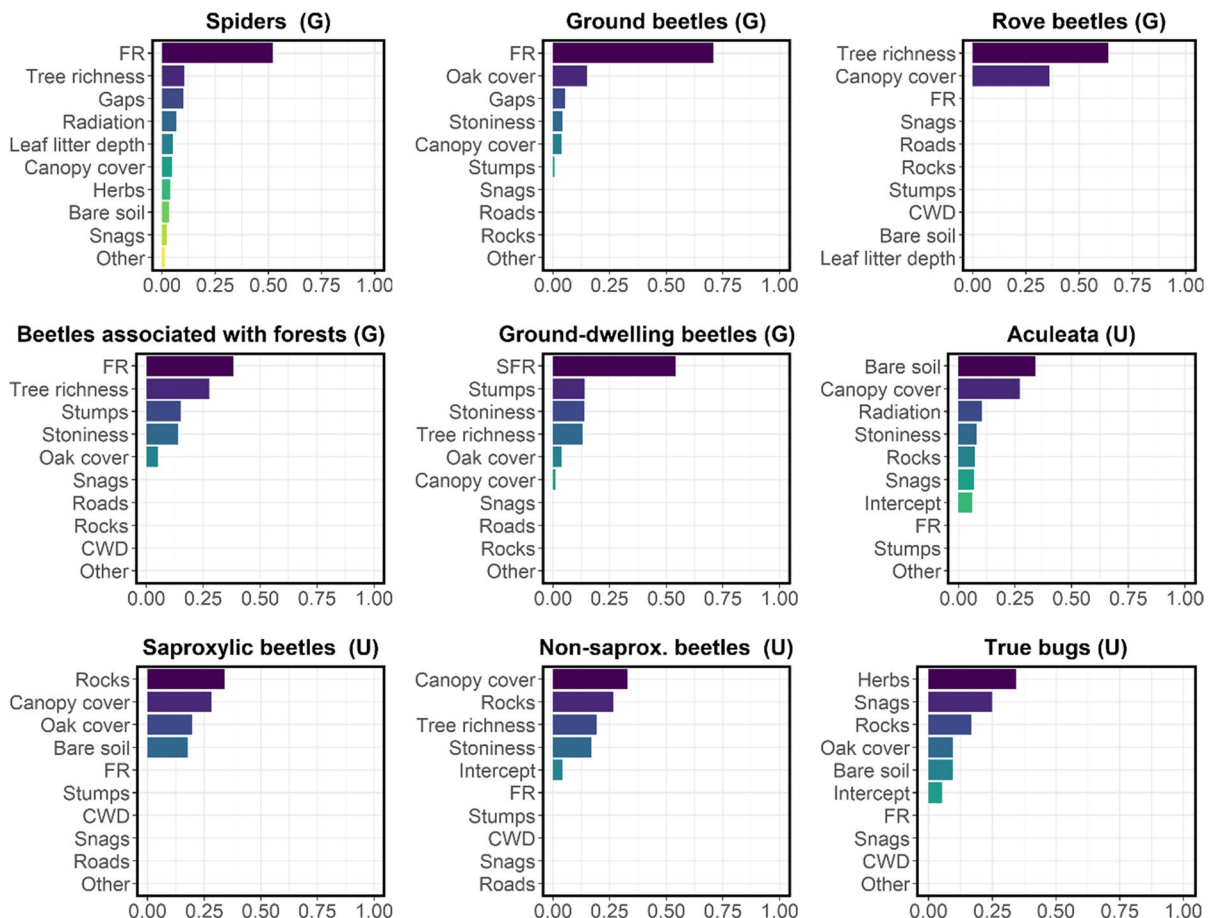 Spiders (G)
FR
Tree richness
Gaps
Radiation
Leaf litter depth
Canopy cover
Herbs
Bare soil
Snags
Other
0.00 0.25 0.50 0.75 1.00
Ground beetles (G)
FR
Oak cover
Gaps
Stoniness
Canopy cover
Stumps
Snags
Roads
Rocks
Other
0.00 0.25 0.50 0.75 1.00
Rove beetles (G)
Tree richness
Canopy cover
FR
Snags
Roads
Rocks
Stumps
CWD
Bare soil
Leaf litter depth
0.00 0.25 0.50 0.75 1.00
Beetles associated with forests (G)
FR
Tree richness
Stumps
Stoniness
Oak cover
Snags
Roads
Rocks
CWD
Other
0.00 0.25 0.50 0.75 1.00
Ground-dwelling beetles (G)
SFR
Stumps
Stoniness
Tree richness
Oak cover
Canopy cover
Snags
Roads
Rocks
Other
0.00 0.25 0.50 0.75 1.00
Aculeata (U)
Bare soil
Canopy cover
Radiation
Stoniness
Rocks
Snags
Intercept
FR
Stumps
Other
0.00 0.25 0.50 0.75 1.00
Saproxylic beetles (U)
Rocks
Canopy cover
Oak cover
Bare soil
FR
Stumps
CWD
Snags
Roads
Other
0.00 0.25 0.50 0.75 1.00
Non-saprox. beetles (U)
Canopy cover
Rocks
Tree richness
Stoniness
Intercept
FR
Stumps
CWD
Snags
Roads
0.00 0.25 0.50 0.75 1.00
True bugs (U)
Herbs
Snags
Rocks
Oak cover
Bare soil
Intercept
FR
Snags
CWD
Other
0.00 0.25 0.50 0.75 1.00